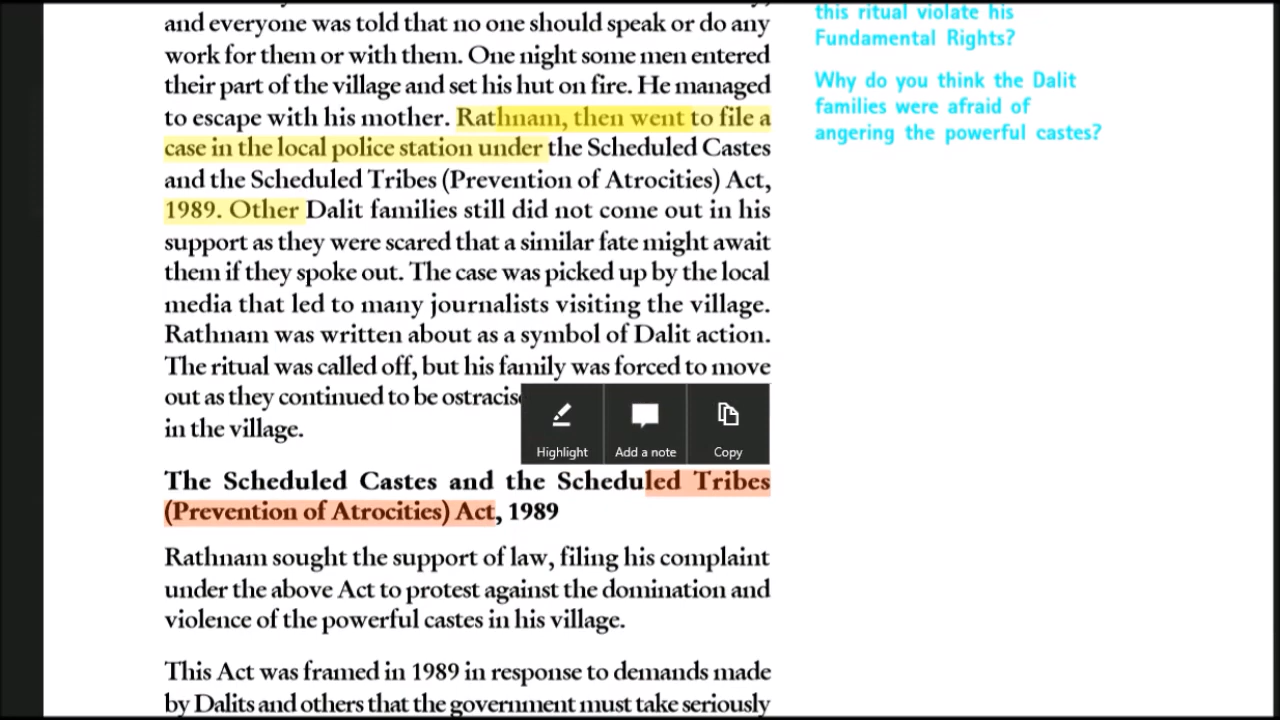 and everyone was told that no one should speak or do any
work for them or with them. One night some men entered
their part of the village and set his hut on fire. He managed
to escape with his mother. Rathnam, then went to file a
case in the local police station under the Scheduled Castes
and the Scheduled Tribes (Prevention of Atrocities) Act,
1989. Other Dalit families still did not come out in his
support as they were scared that a similar fate might await
them if they spoke out. The case was picked up by the local
media that led to many journalists visiting the village.
Rathnam was written about as a symbol of Dalit action.
The ritual was called off, but his family was forced to move
out as they continued to be
in the village.
Highlight
Add a note
Copy
The Scheduled Castes and the Scheduled Tribes
(Prevention of Atrocities) Act, 1989
Rathnam sought the support of law, filing his complaint
under the above Act to protest against the domination and
violence of the powerful castes in his village.
This Act was framed in 1989 in response to demands made
by Dalits and others that the government must take seriously
this ritual violate his
Fundamental Rights?
Why do you think the Dalit
families were afraid of
angering the powerful castes?